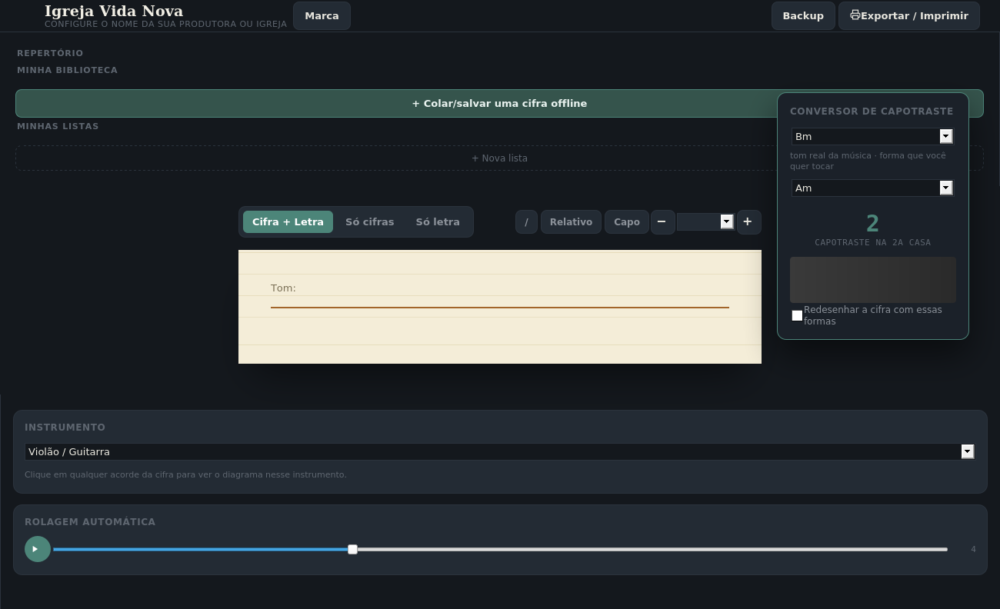 Igreja Vida Nova
CONFIGURE O NOME DA SUA PRODUTORA OU IGREJA
Marca
Backup
Exportar / Imprimir
REPERTÓRIO
MINHA BIBLIOTECA
+ Colar/salvar uma cifra offline
MINHAS LISTAS
+ Nova lista
CONVERSOR DE CAPOTRASTE
Bm
tom real da música · forma que você
quer tocar
Am
2
CAPOTRASTE NA 2A CASA
Redesenhar a cifra com essas
formas
Cifra + Letra
Só cifras
Só letra
/
Relativo
Capo
−
+
Tom:
INSTRUMENTO
Violão / Guitarra
Clique em qualquer acorde da cifra para ver o diagrama nesse instrumento.
ROLAGEM AUTOMÁTICA
4